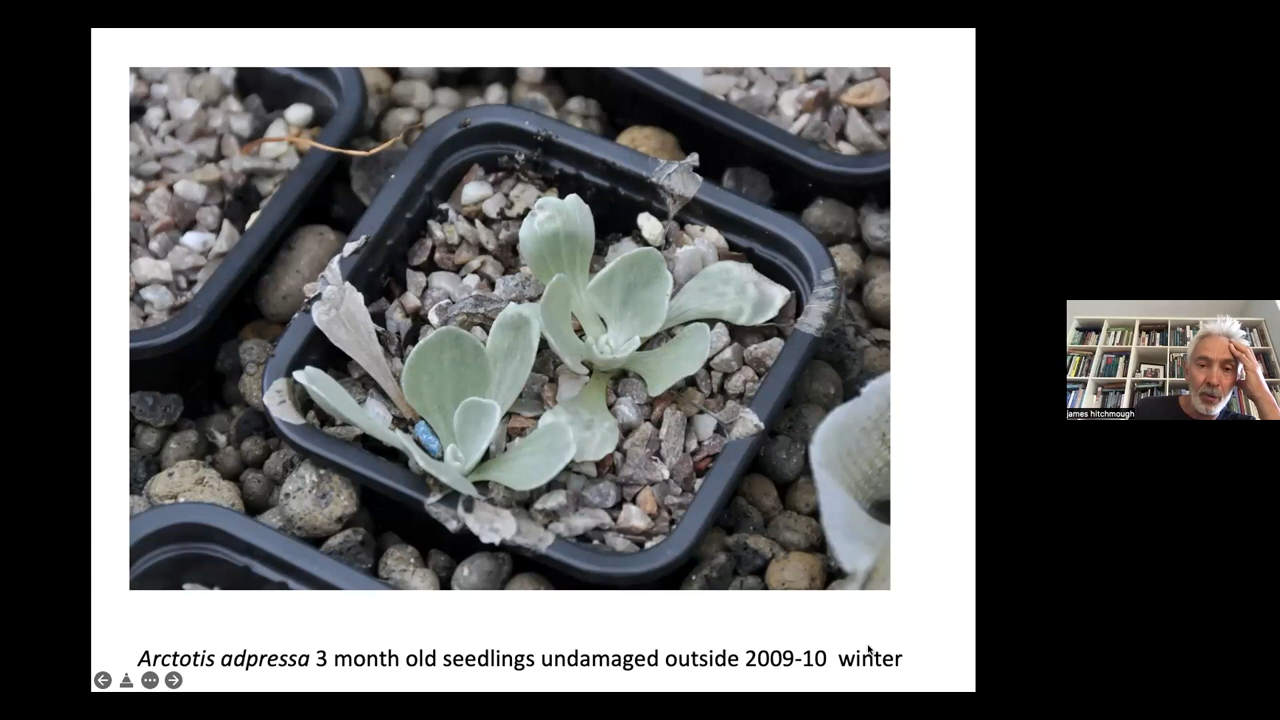 Arctotis adpressa 3 month old seedlings undamaged outside 2009-10 winter
james hitchmough